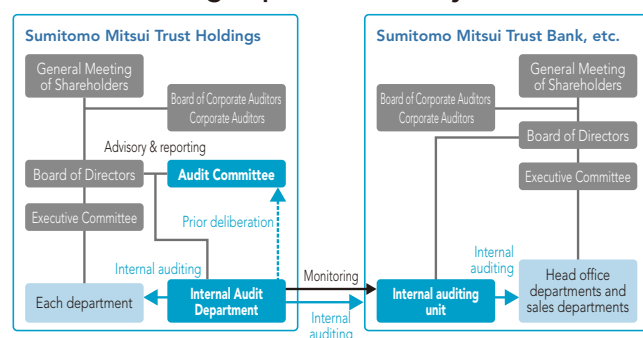 Sumitomo Mitsui Trust Holdings
General Meeting
of Shareholders
Board of Corporate Auditors
Corporate Auditors
Advisory & reporting
Board of Directors
Audit Committee
Executive Committee
Prior deliberation
Internal auditing
Each department
Internal Audit
Department
Monitoring
Internal
auditing
Sumitomo Mitsui Trust Bank, etc.
General Meeting
of Shareholders
Board of Corporate Auditors
Corporate Auditors
Board of Directors
Executive Committee
Internal
auditing
Internal auditing
unit
Head office
departments and
sales departments